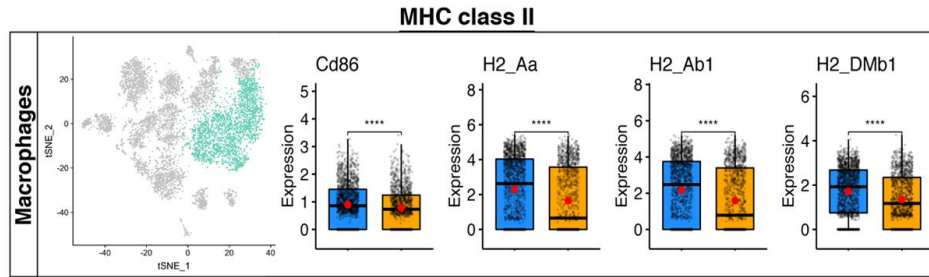 MHC class II
Macrophages
tSNE_2
20
0
-20
-40
-40
-20
0
20
40
tSNE_1
Cd86
Expression
5
4
3
2
1
0
****
H2_Aa
Expression
8
6
4
2
0
****
H2_Ab1
Expression
8
6
4
2
0
****
H2_DMb1
Expression
6
4
2
0
****